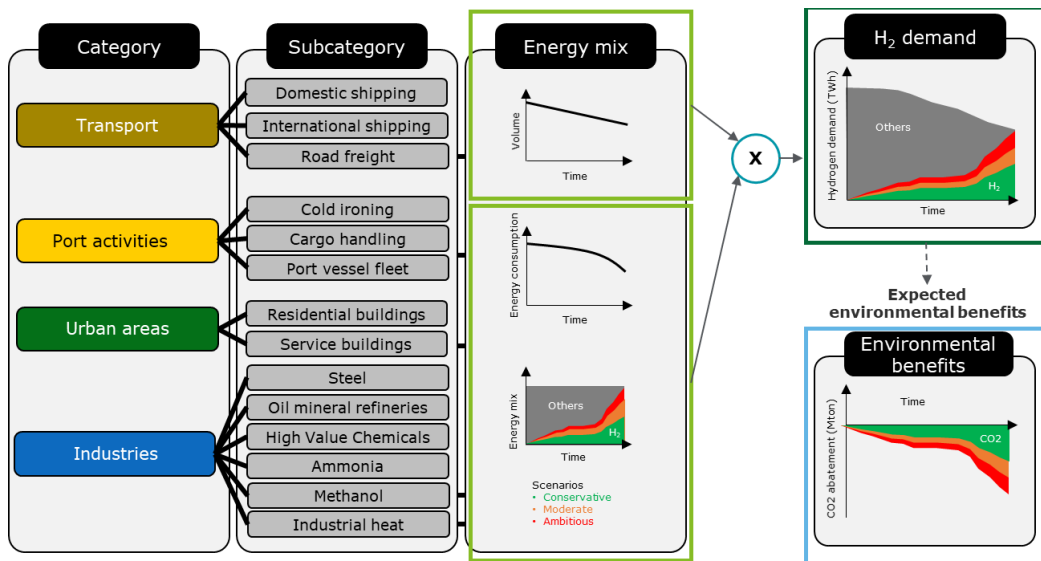 Category
Transport
Port activities
Urban areas
Industries
Subcategory
Domestic shipping
International shipping
Road freight
Cold ironing
Cargo handling
Port vessel fleet
Residential buildings
Service buildings
Steel
Oil mineral refineries
High Value Chemicals
Ammonia
Methanol
Industrial heat
Energy mix
Volume
Time
Energy consumption
Time
Energy mix
Others
H₂
Time
Scenarios
• Conservative
• Moderate
• Ambitious
X
H₂ demand
Hydrogen demand (TWh)
Others
H₂
Time
Expected
environmental benefits
Environmental
benefits
Time
CO2
CO2 abatement (Mton)